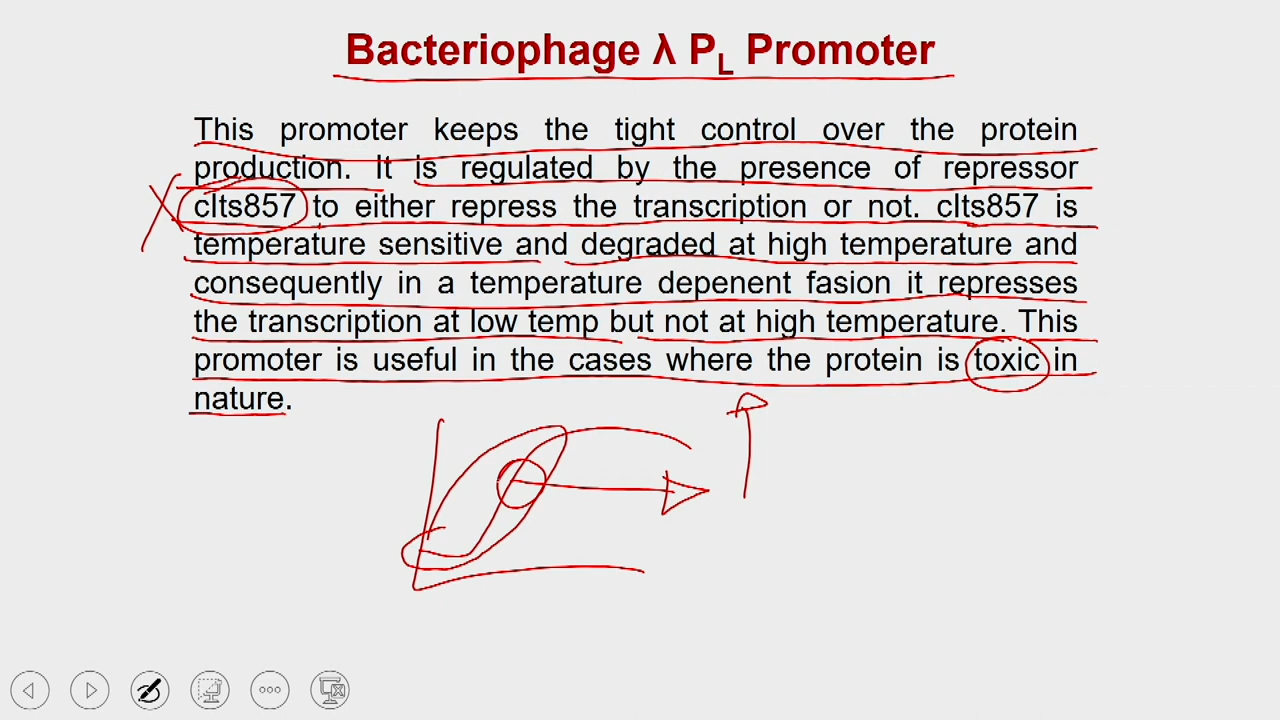 Bacteriophage λ PL Promoter
This promoter keeps the tight control over the protein
production. It is regulated by the presence of repressor
cIts857 to either repress the transcription or not. cIts857 is
temperature sensitive and degraded at high temperature and
consequently in a temperature depenent fasion it represses
the transcription at low temp but not at high temperature. This
promoter is useful in the cases where the protein is toxic in
nature.